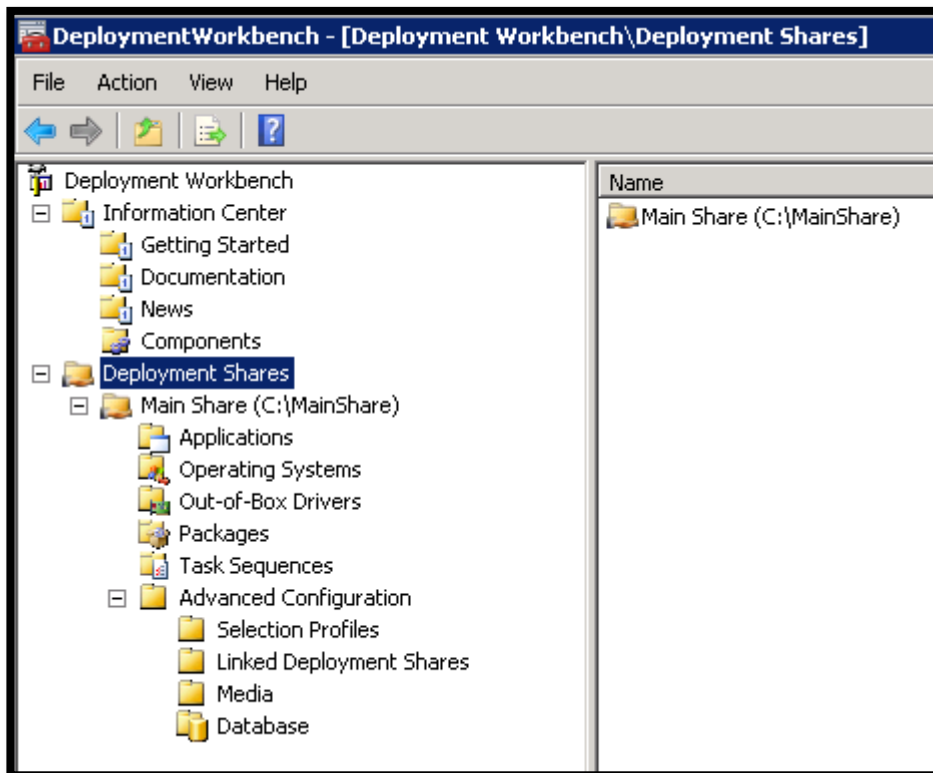 DeploymentWorkbench - [Deployment Workbench\Deployment Shares]
File Action View Help
Deployment Workbench
Information Center
Getting Started
Documentation
News
Components
Deployment Shares
Main Share (C:\MainShare)
Applications
Operating Systems
Out-of-Box Drivers
Packages
Task Sequences
Advanced Configuration
Selection Profiles
Linked Deployment Shares
Media
Database
Name
Main Share (C:\MainShare)